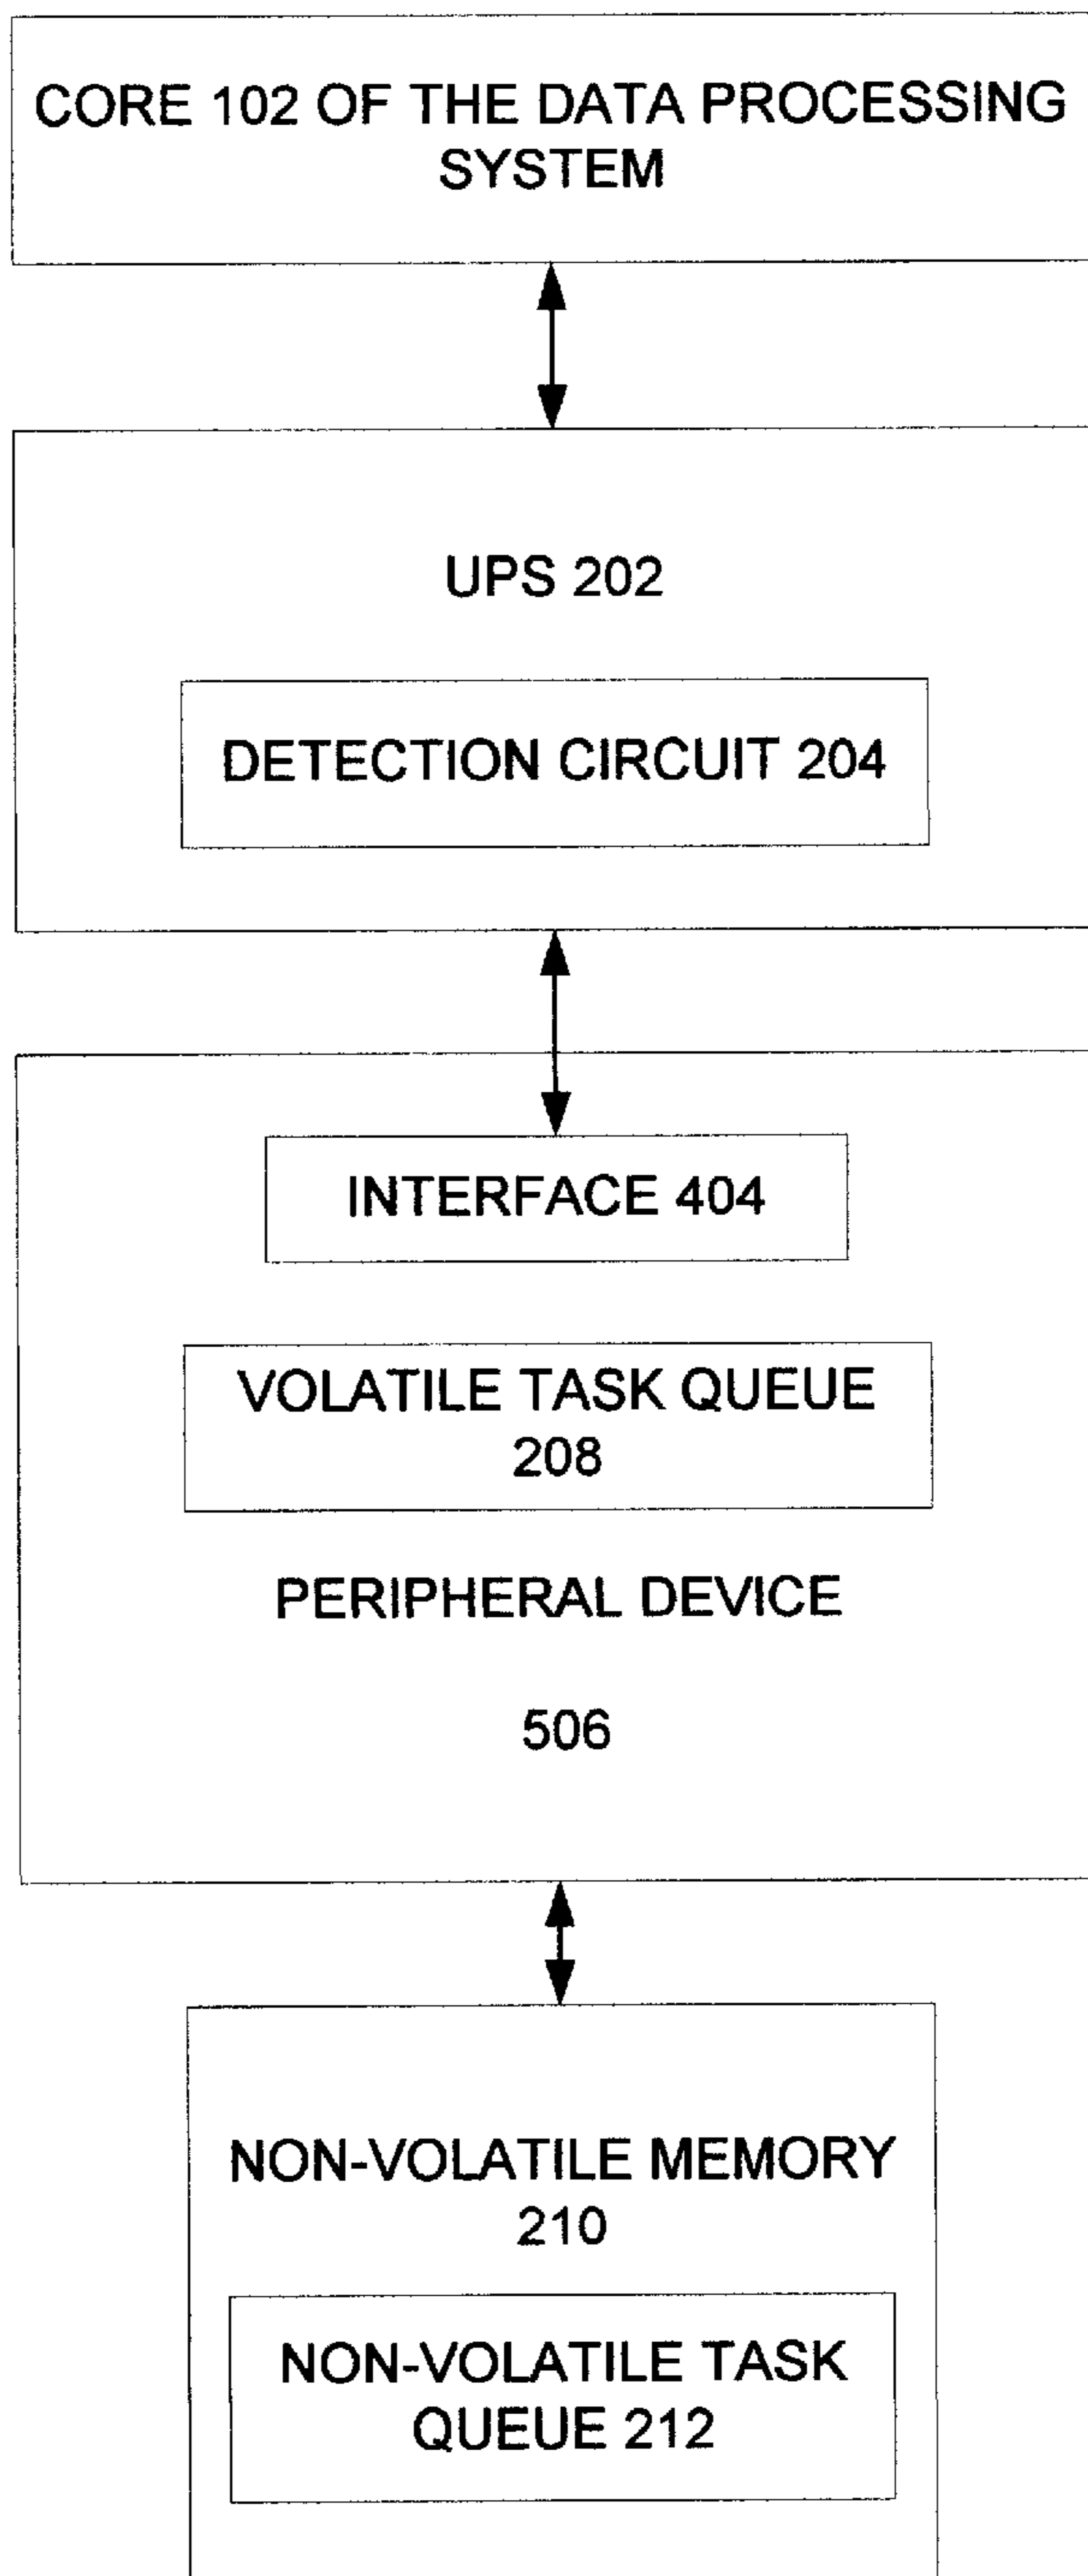 CORE 102 OF THE DATA PROCESSING
SYSTEM
UPS 202
DETECTION CIRCUIT 204
INTERFACE 404
VOLATILE TASK QUEUE
208
PERIPHERAL DEVICE
506
NON-VOLATILE MEMORY
210
NON-VOLATILE TASK
QUEUE 212